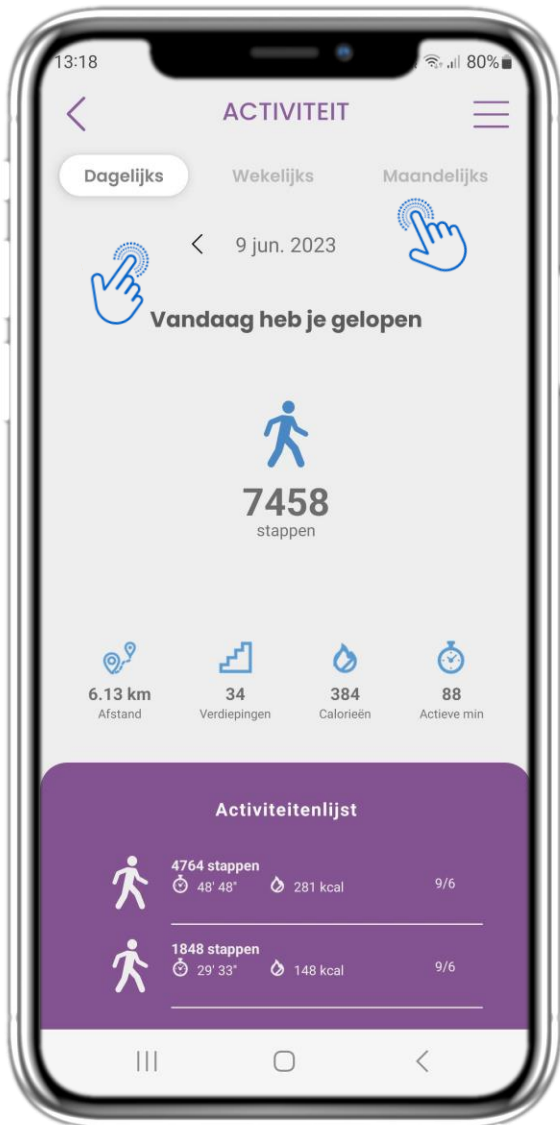 13:18 80%
ACTIVITEIT
Dagelijks Wekelijks Maandelijks
9 jun. 2023
Vandaag heb je gelopen
7458
stappen
6.13 km 34 384 88
Afstand Verdiepingen Calorieën Actieve min
Activiteitenlijst
4764 stappen
48' 48" 281 kcal 9/6
1848 stappen
29' 33" 148 kcal 9/6